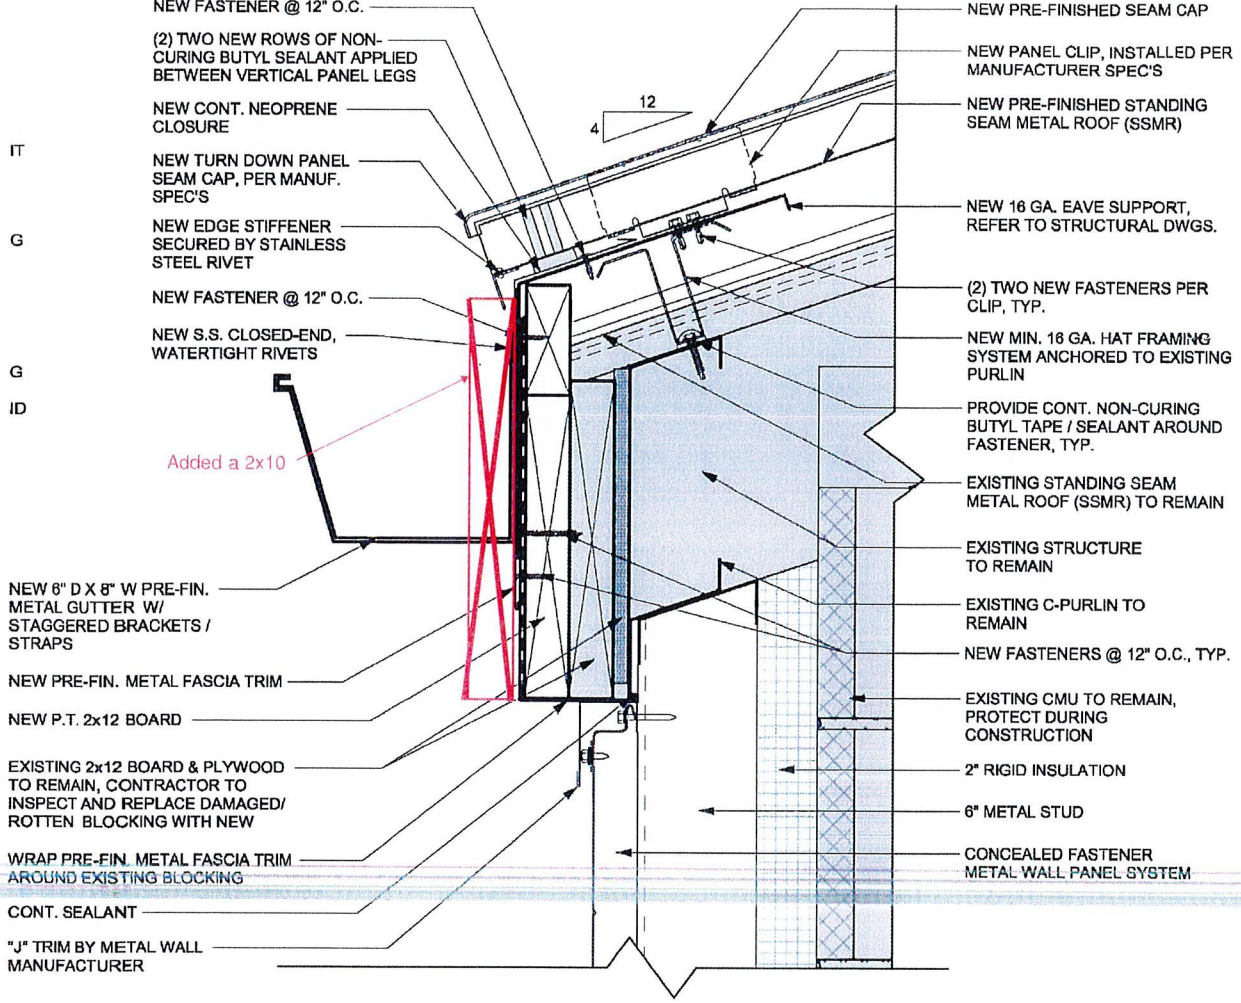 NEW FASTENER @ 12" O.C.
(2) TWO NEW ROWS OF NON-
CURING BUTYL SEALANT APPLIED
BETWEEN VERTICAL PANEL LEGS
NEW CONT. NEOPRENE
CLOSURE
IT
NEW TURN DOWN PANEL
SEAM CAP, PER MANUF.
SPEC'S
G
NEW EDGE STIFFENER
SECURED BY STAINLESS
STEEL RIVET
NEW FASTENER @ 12" O.C.
NEW S.S. CLOSED-END,
WATERTIGHT RIVETS
G
ID
Added a 2x10
NEW 6" D X 8" W PRE-FIN.
METAL GUTTER W/
STAGGERED BRACKETS /
STRAPS
NEW PRE-FIN. METAL FASCIA TRIM
NEW P.T. 2x12 BOARD
EXISTING 2x12 BOARD & PLYWOOD
TO REMAIN, CONTRACTOR TO
INSPECT AND REPLACE DAMAGED/
ROTTEN BLOCKING WITH NEW
WRAP PRE-FIN. METAL FASCIA TRIM
AROUND EXISTING BLOCKING
CONT. SEALANT
"J" TRIM BY METAL WALL
MANUFACTURER
12
4
NEW PRE-FINISHED SEAM CAP
NEW PANEL CLIP, INSTALLED PER
MANUFACTURER SPEC'S
NEW PRE-FINISHED STANDING
SEAM METAL ROOF (SSMR)
NEW 16 GA. EAVE SUPPORT,
REFER TO STRUCTURAL DWGS.
(2) TWO NEW FASTENERS PER
CLIP, TYP.
NEW MIN. 16 GA. HAT FRAMING
SYSTEM ANCHORED TO EXISTING
PURLIN
PROVIDE CONT. NON-CURING
BUTYL TAPE / SEALANT AROUND
FASTENER, TYP.
EXISTING STANDING SEAM
METAL ROOF (SSMR) TO REMAIN
EXISTING STRUCTURE
TO REMAIN
EXISTING C-PURLIN TO
REMAIN
NEW FASTENERS @ 12" O.C., TYP.
EXISTING CMU TO REMAIN,
PROTECT DURING
CONSTRUCTION
2" RIGID INSULATION
6" METAL STUD
CONCEALED FASTENER
METAL WALL PANEL SYSTEM